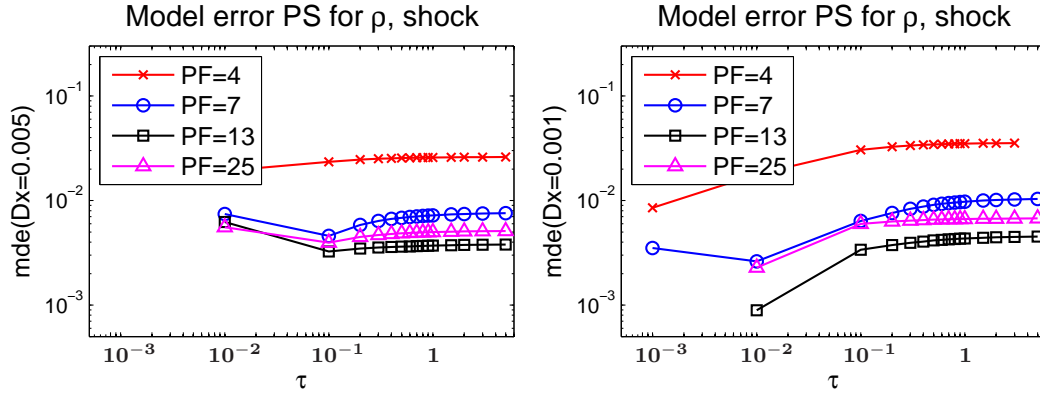 Model error PS for ρ, shock
mde(Dx=0.005)
10⁻¹
10⁻²
10⁻³
PF=4
PF=7
PF=13
PF=25
10⁻³ 10⁻² 10⁻¹ 1
τ
Model error PS for ρ, shock
mde(Dx=0.001)
10⁻¹
10⁻²
10⁻³
PF=4
PF=7
PF=13
PF=25
10⁻³ 10⁻² 10⁻¹ 1
τ